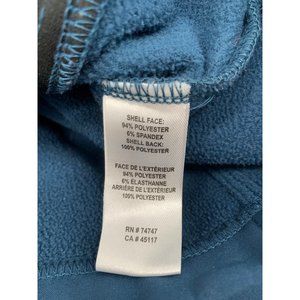 SHELL FACE:
94% POLYESTER
6% SPANDEX
SHELL BACK:
100% POLYESTER
FACE DE L'EXTÉRIEUR
94% POLYESTER
6% ELASTHANNE
ARRIÈRE DE L'EXTÉRIEUR
100% POLYESTER
RN # 74747
CA # 45117